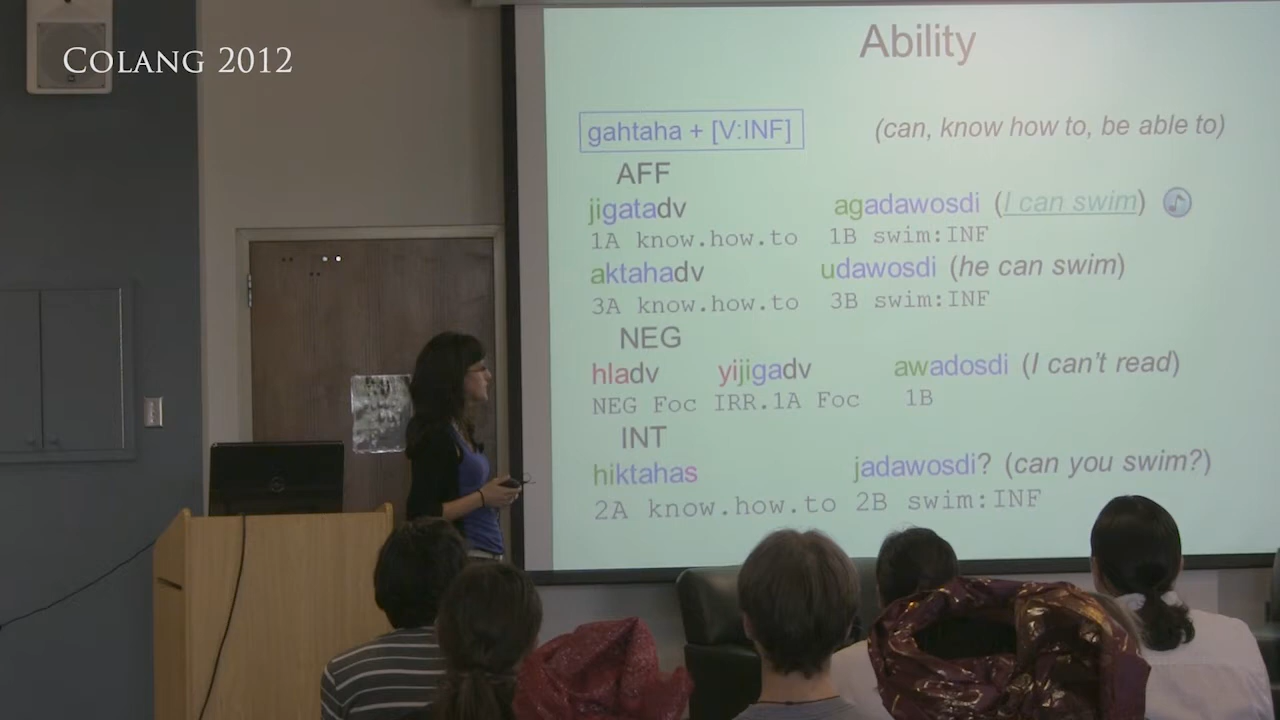 COLANG 2012
Ability
gahtaha + [V:INF] (can, know how to, be able to)
AFF
jigatadv agadawosdi (I can swim)
1A know.how.to 1B swim:INF
aktahadv udawosdi (he can swim)
3A know.how.to 3B swim:INF
NEG
hladv yijigadv awadosdi (I can't read)
NEG Foc IRR.1A Foc 1B
INT
hiktahas jadawosdi? (can you swim?)
2A know.how.to 2B swim:INF